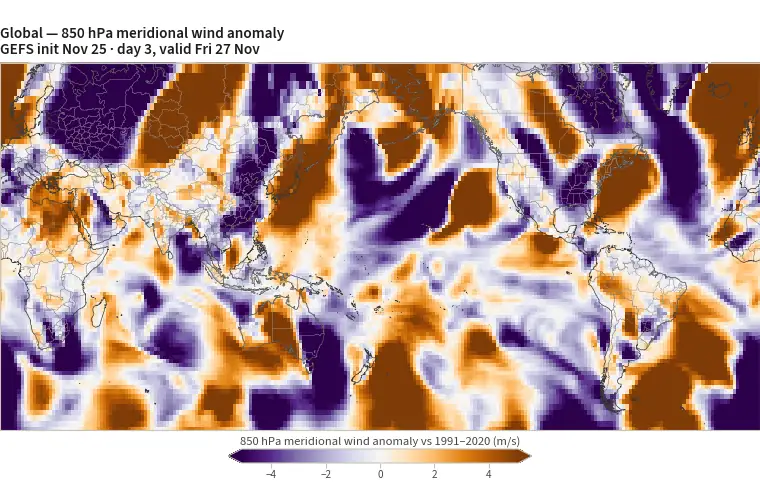 Global — 850 hPa meridional wind anomaly
GEFS init Nov 25 · day 3, valid Fri 27 Nov
850 hPa meridional wind anomaly vs 1991–2020 (m/s)
−4 −2 0 2 4